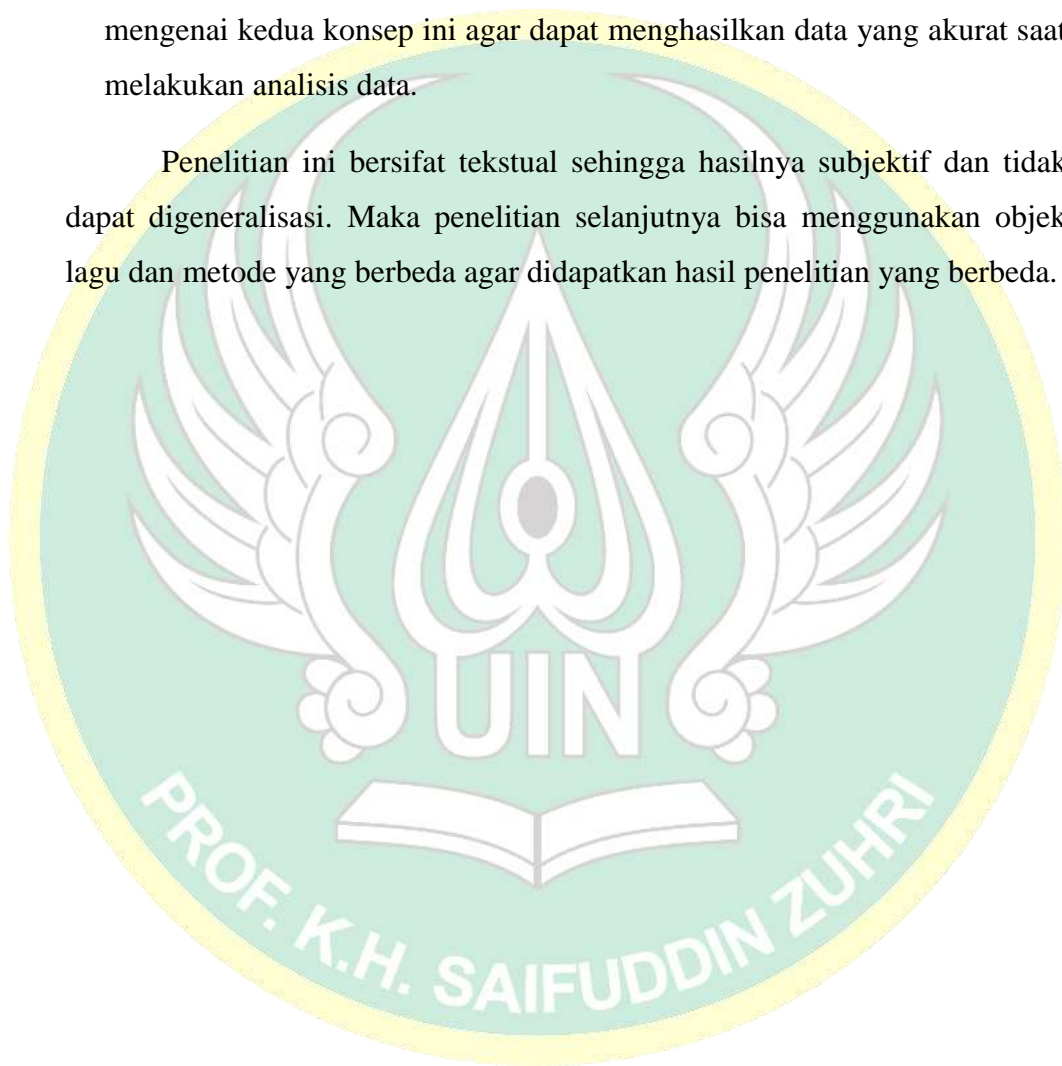 mengenai kedua konsep ini agar dapat menghasilkan data yang akurat saat
melakukan analisis data.
Penelitian ini bersifat tekstual sehingga hasilnya subjektif dan tidak
dapat digeneralisasi. Maka penelitian selanjutnya bisa menggunakan objek
lagu dan metode yang berbeda agar didapatkan hasil penelitian yang berbeda.
UIN
PROF. K.H. SAIFUDDIN ZUHRI